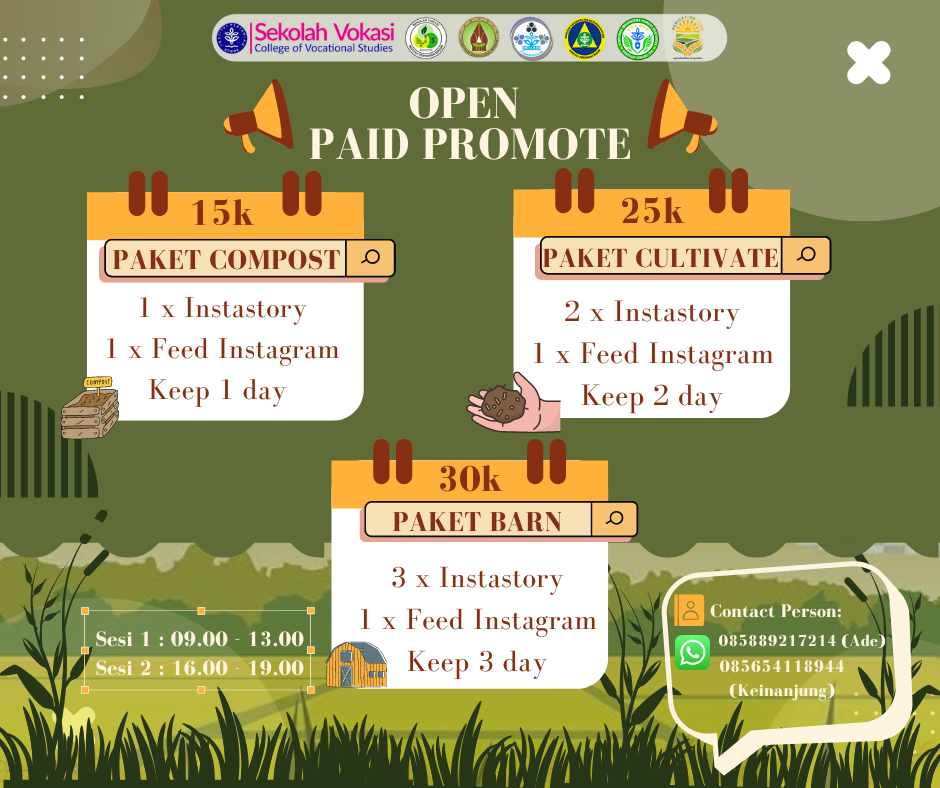 Sekolah Vokasi
College of Vocational Studies
OPEN
PAID PROMOTE
15k
PAKET COMPOST
1 x Instastory
1 x Feed Instagram
Keep 1 day
COMPOST
25k
PAKET CULTIVATE
2 x Instastory
1 x Feed Instagram
Keep 2 day
30k
PAKET BARN
3 x Instastory
1 x Feed Instagram
Keep 3 day
Sesi 1 : 09.00 - 13.00
Sesi 2 : 16.00 - 19.00
Contact Person:
085889217214 (Ade)
085654118944
(Keinanjung)